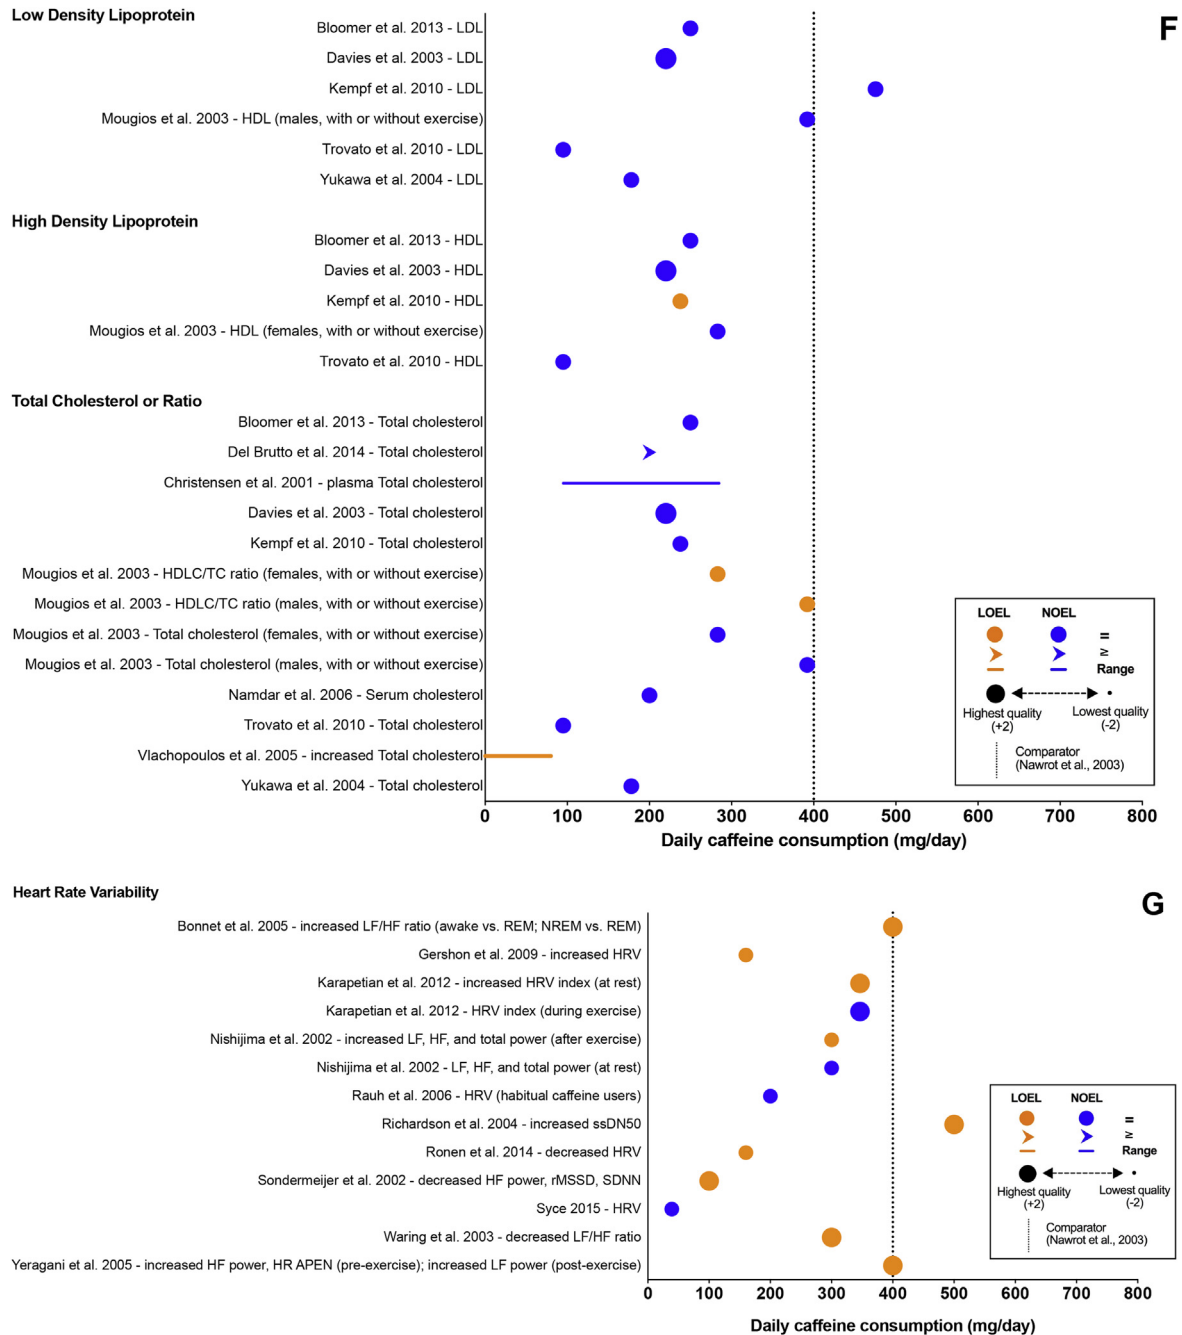 F
Low Density Lipoprotein
Bloomer et al. 2013 - LDL
Davies et al. 2003 - LDL
Kempf et al. 2010 - LDL
Mougios et al. 2003 - HDL (males, with or without exercise)
Trovato et al. 2010 - LDL
Yukawa et al. 2004 - LDL
High Density Lipoprotein
Bloomer et al. 2013 - HDL
Davies et al. 2003 - HDL
Kempf et al. 2010 - HDL
Mougios et al. 2003 - HDL (females, with or without exercise)
Trovato et al. 2010 - HDL
Total Cholesterol or Ratio
Bloomer et al. 2013 - Total cholesterol
Del Brutto et al. 2014 - Total cholesterol
Christensen et al. 2001 - plasma Total cholesterol
Davies et al. 2003 - Total cholesterol
Kempf et al. 2010 - Total cholesterol
Mougios et al. 2003 - HDLC/TC ratio (females, with or without exercise)
Mougios et al. 2003 - HDLC/TC ratio (males, with or without exercise)
Mougios et al. 2003 - Total cholesterol (females, with or without exercise)
Mougios et al. 2003 - Total cholesterol (males, with or without exercise)
Namdar et al. 2006 - Serum cholesterol
Trovato et al. 2010 - Total cholesterol
Vlachopoulos et al. 2005 - increased Total cholesterol
Yukawa et al. 2004 - Total cholesterol
LOEL NOEL
=
≥
Range
Highest quality (+2)
Lowest quality (-2)
Comparator
(Nawrot et al., 2003)
0 100 200 300 400 500 600 700 800
Daily caffeine consumption (mg/day)
G
Heart Rate Variability
Bonnet et al. 2005 - increased LF/HF ratio (awake vs. REM; NREM vs. REM)
Gershon et al. 2009 - increased HRV
Karapetian et al. 2012 - increased HRV index (at rest)
Karapetian et al. 2012 - HRV index (during exercise)
Nishijima et al. 2002 - increased LF, HF, and total power (after exercise)
Nishijima et al. 2002 - LF, HF, and total power (at rest)
Rauh et al. 2006 - HRV (habitual caffeine users)
Richardson et al. 2004 - increased ssDN50
Ronen et al. 2014 - decreased HRV
Sondermeijer et al. 2002 - decreased HF power, rMSSD, SDNN
Syce 2015 - HRV
Waring et al. 2003 - decreased LF/HF ratio
Yeragani et al. 2005 - increased HF power, HR APEN (pre-exercise); increased LF power (post-exercise)
LOEL NOEL
=
≥
Range
Highest quality (+2)
Lowest quality (-2)
Comparator
(Nawrot et al., 2003)
0 100 200 300 400 500 600 700 800
Daily caffeine consumption (mg/day)